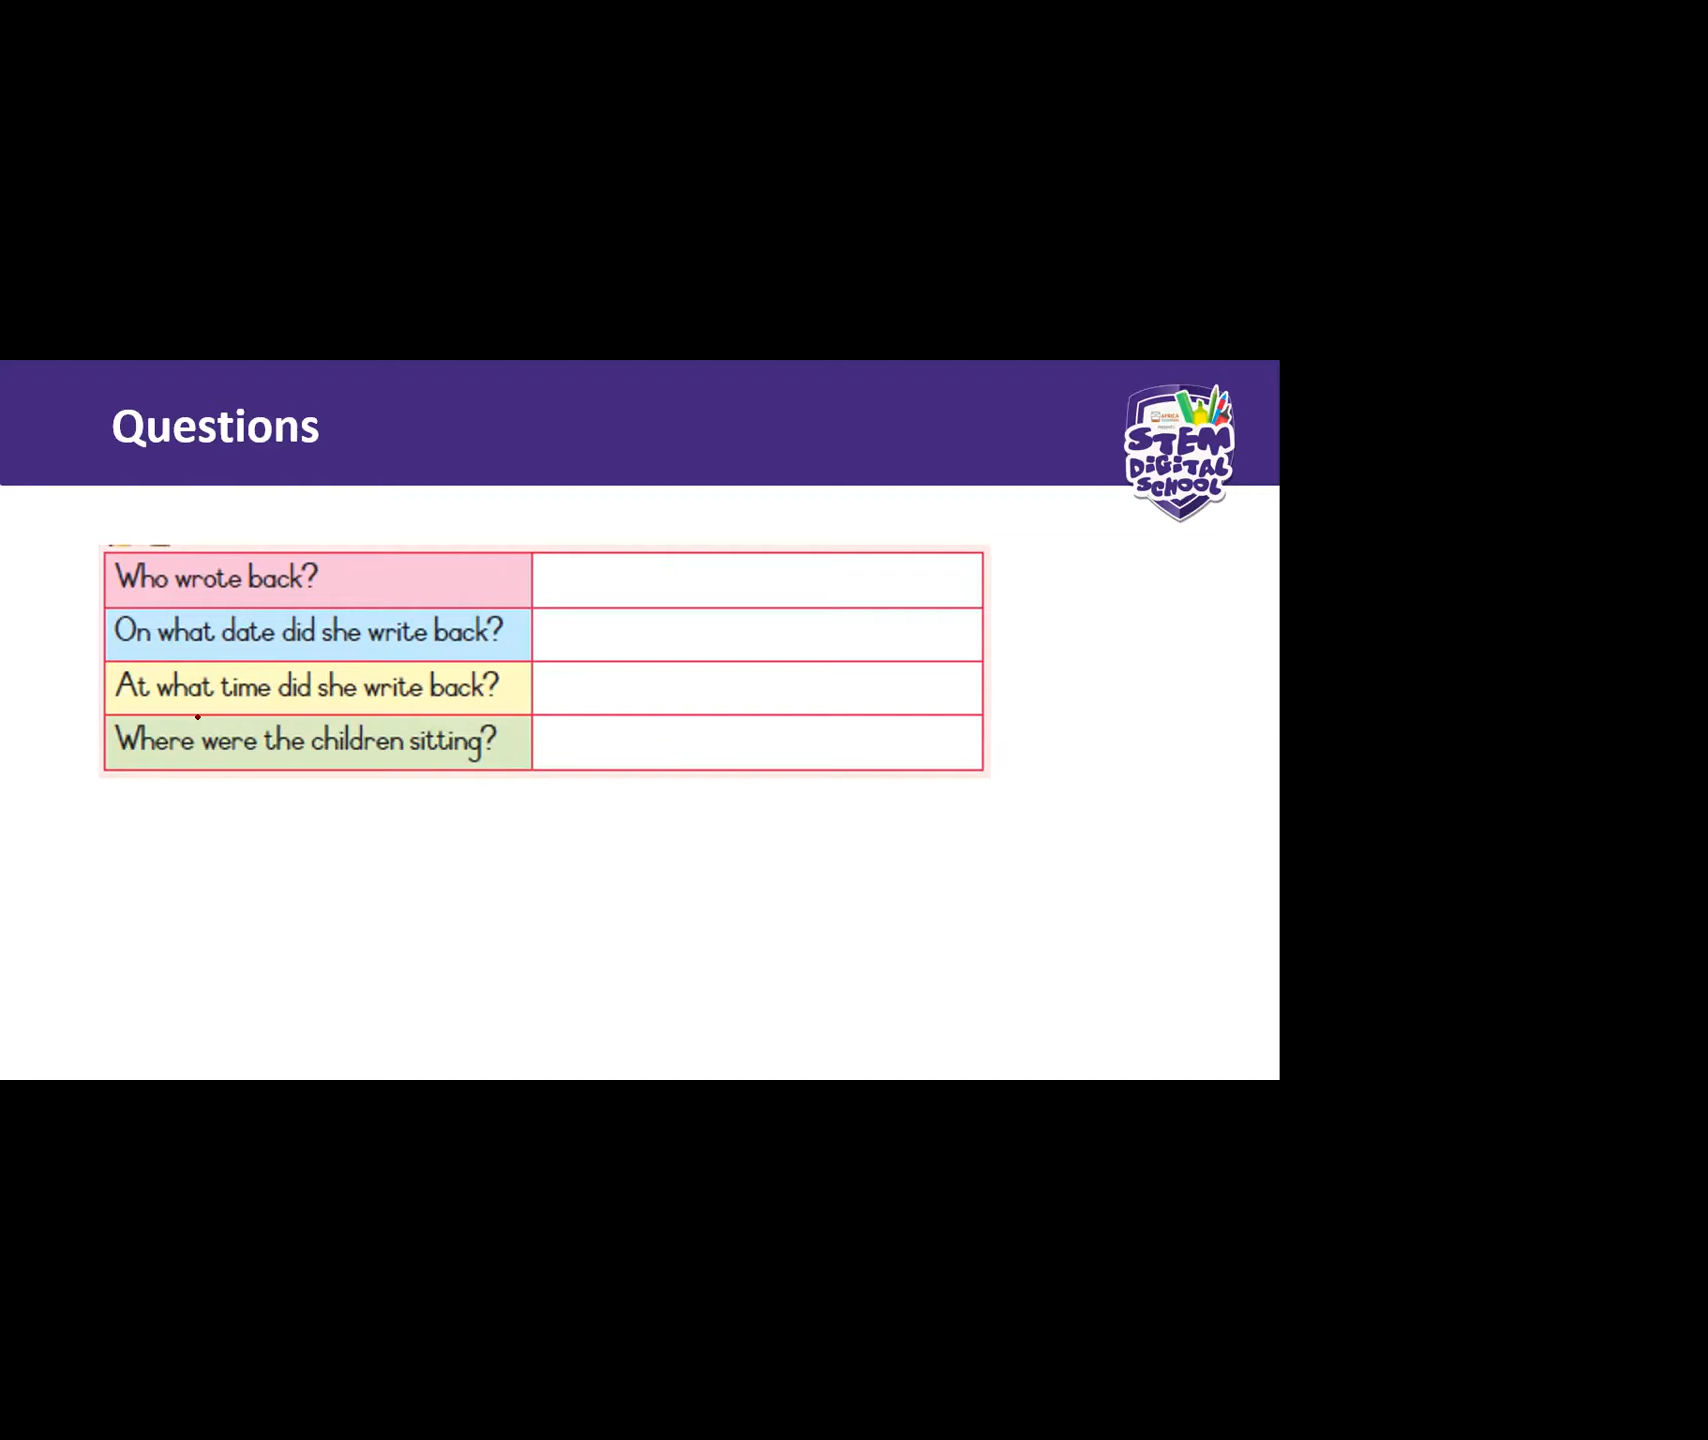 Questions
AFRICA
STEM
DiGiTAL
SCHOOL
Who wrote back?
On what date did she write back?
At what time did she write back?
Where were the children sitting?